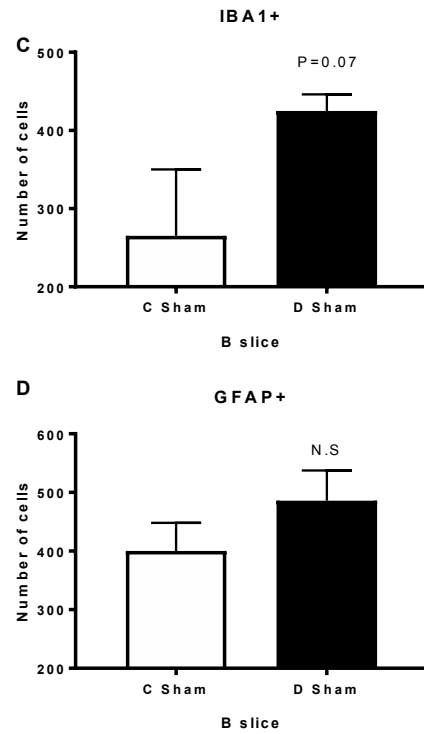 IBA1+
C
500
P=0.07
400
Number of cells
300
200
C Sham D Sham
B slice
D
GFAP+
600
N.S
500
Number of cells
400
300
200
C Sham D Sham
B slice